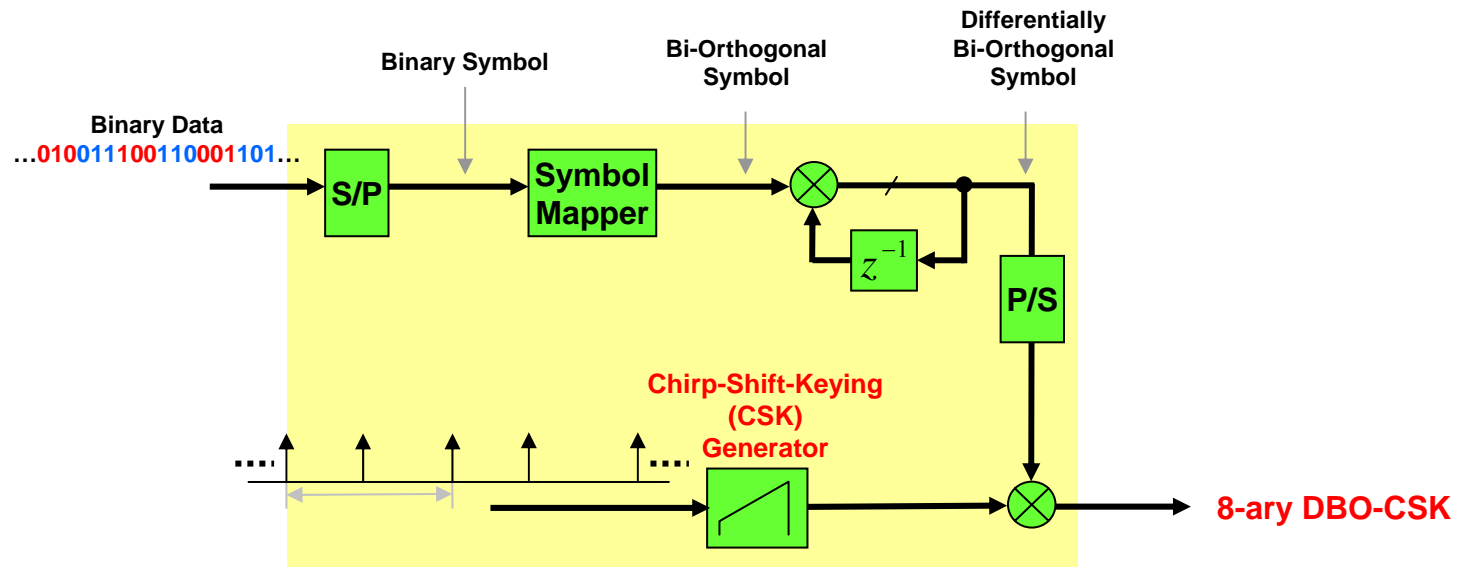 Differentially
Bi-Orthogonal
Symbol
Bi-Orthogonal
Symbol
Binary Symbol
Binary Data
...010011100110001101...
S/P
Symbol
Mapper
z⁻¹
P/S
Chirp-Shift-Keying
(CSK)
Generator
8-ary DBO-CSK